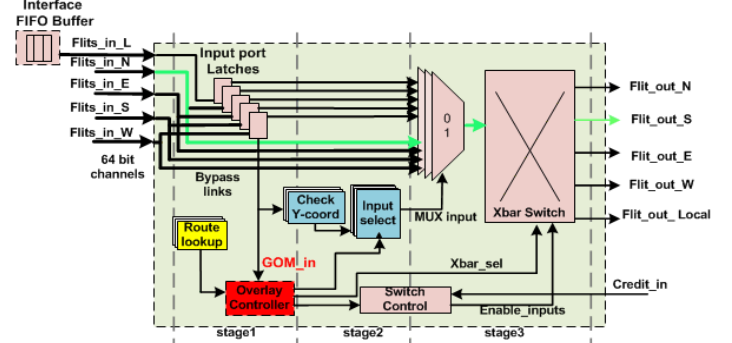 Interface
FIFO Buffer
Flits_in_L
Flits_in_N
Flits_in_E
Flits_in_S
Flits_in_W
64 bit
channels
Input port
Latches
Bypass
links
0
1
Flit_out_N
Flit_out_S
Flit_out_E
Flit_out_W
Flit_out_ Local
Check
Y-coord
Input
select
MUX input
Xbar Switch
Route
lookup
GOM_in
Xbar_sel
Overlay
Controller
Switch
Control
Credit_in
Enable_inputs
stage1
stage2
stage3